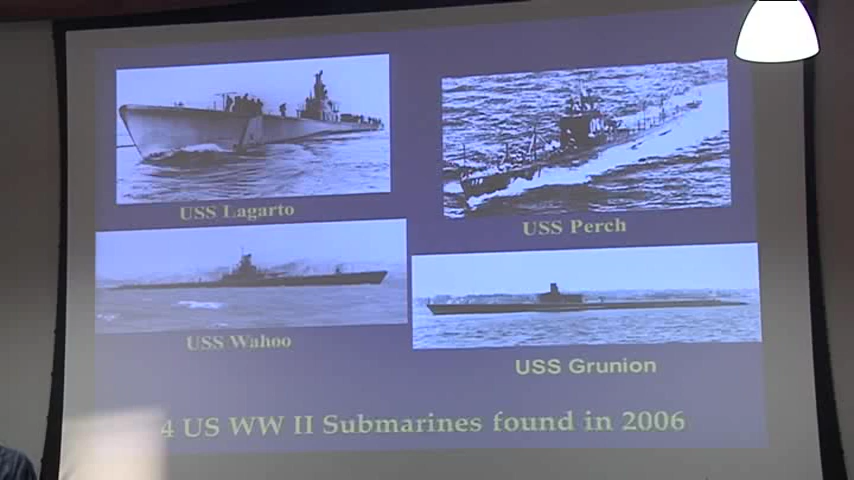 USS Lagarto
USS Perch
USS Wahoo
USS Grunion
4 US WW II Submarines found in 2006